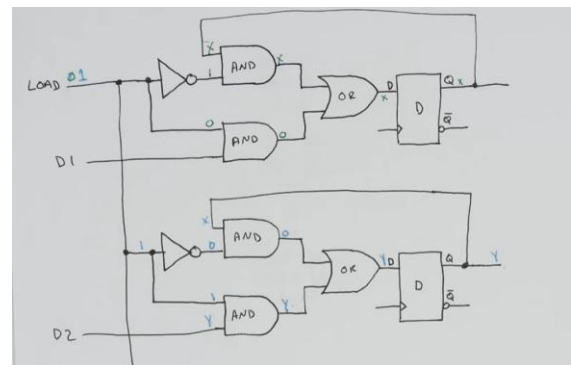 X AND X
LOAD 01 1 OR D X Q X
D
0 AND 0 Q̅
D1
X AND 0
1 0 OR Y D Q Y
D
1 AND Y Q̅
D2 Y